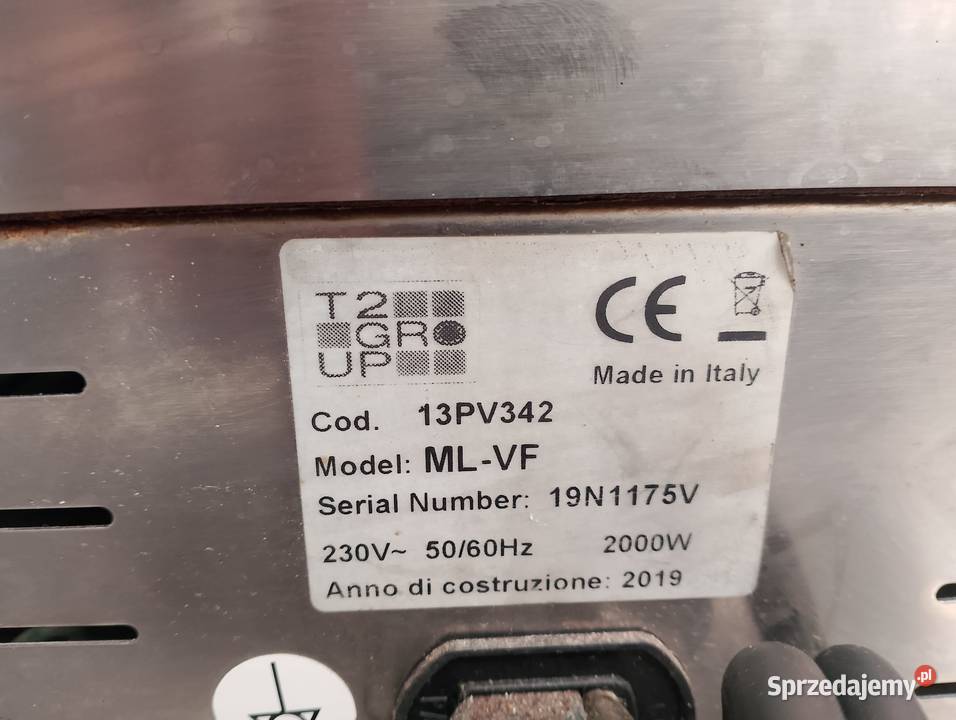 T2
GRO
UP
CE
Made in Italy
Cod. 13PV342
Model: ML-VF
Serial Number: 19N1175V
230V~ 50/60Hz 2000W
Anno di costruzione: 2019
Sprzedajemy.pl